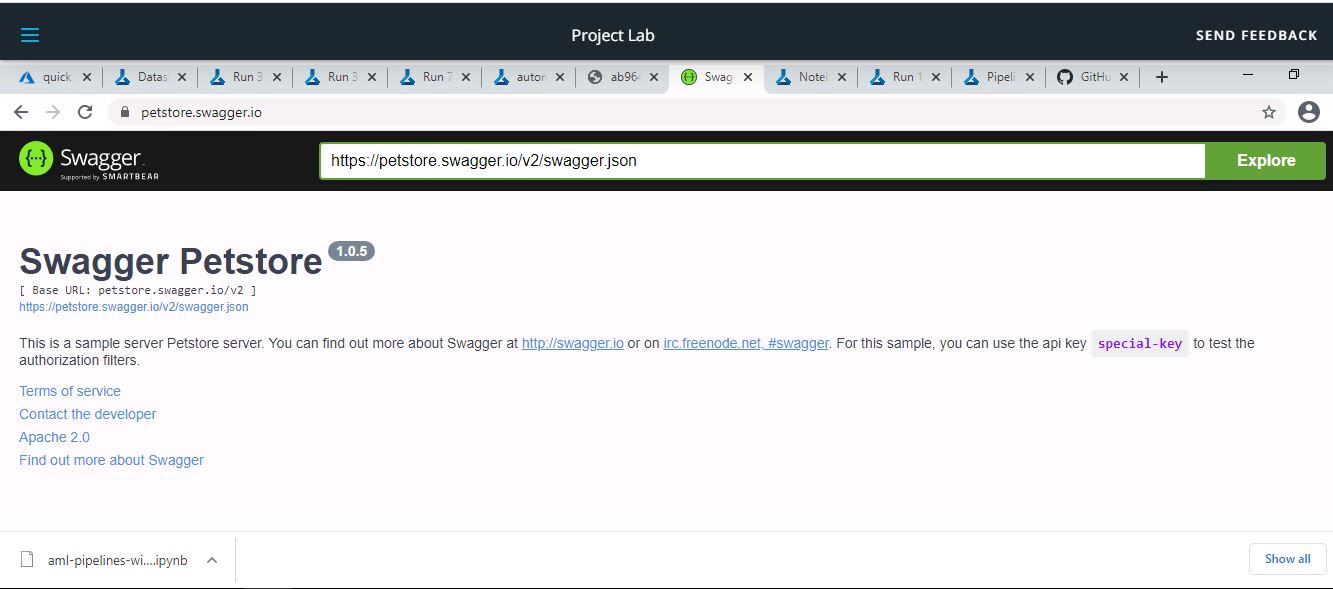 Project Lab
SEND FEEDBACK
quick-
Datas
Run 3
Run 3
Run 7
auton
ab964
Swag
Notel
Run 1
Pipeli
GitHu
petstore.swagger.io
Swagger
Supported by SMARTBEAR
https://petstore.swagger.io/v2/swagger.json
Explore
Swagger Petstore 1.0.5
[ Base URL: petstore.swagger.io/v2 ]
https://petstore.swagger.io/v2/swagger.json
This is a sample server Petstore server. You can find out more about Swagger at http://swagger.io or on irc.freenode.net, #swagger. For this sample, you can use the api key special-key to test the
authorization filters.
Terms of service
Contact the developer
Apache 2.0
Find out more about Swagger
aml-pipelines-wi....ipynb
Show all